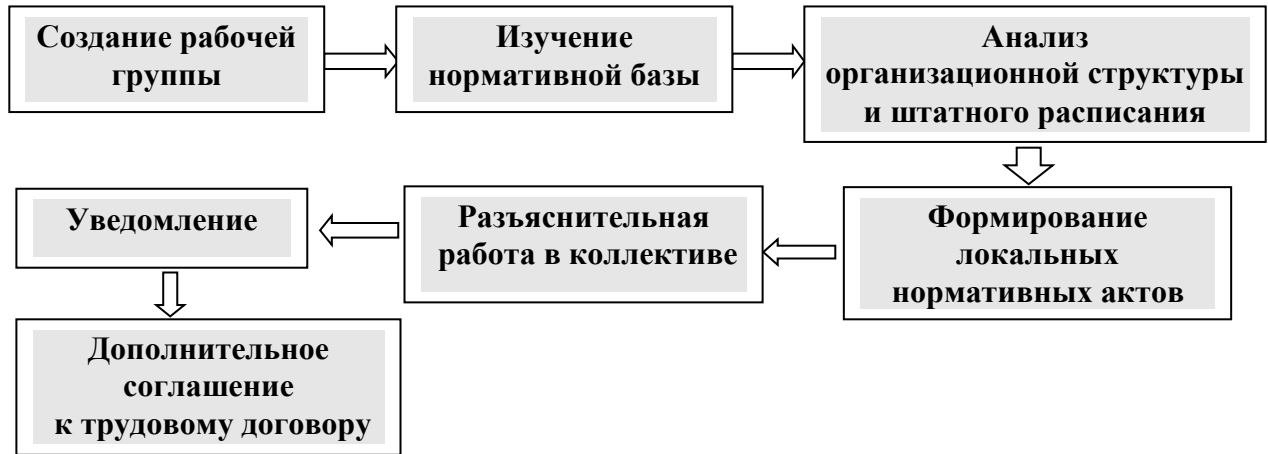 Создание рабочей
группы
Изучение
нормативной базы
Анализ
организационной структуры
и штатного расписания
Формирование
локальных
нормативных актов
Разъяснительная
работа в коллективе
Уведомление
Дополнительное
соглашение
к трудовому договору